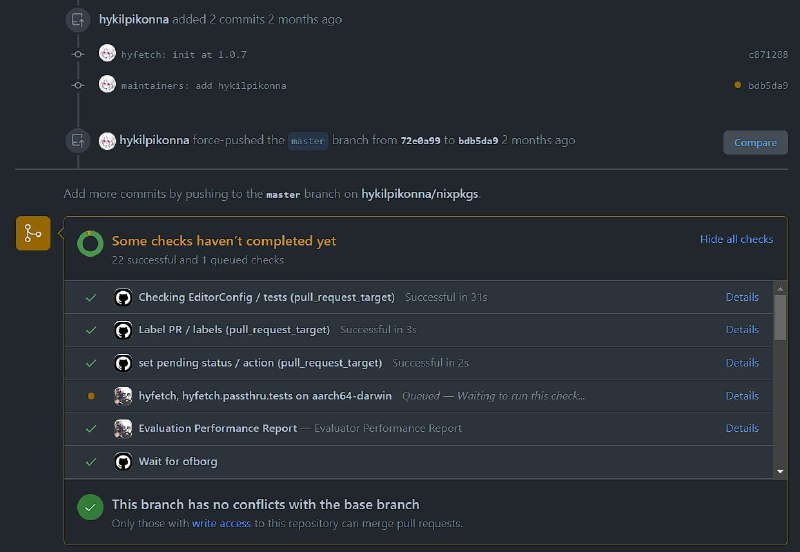 hykilpikonna added 2 commits 2 months ago
hyfetch: init at 1.0.7 c871288
maintainers: add hykilpikonna bdb5da9
hykilpikonna force-pushed the master branch from 72e0a99 to bdb5da9 2 months ago Compare
Add more commits by pushing to the master branch on hykilpikonna/nixpkgs.
Some checks haven't completed yet Hide all checks
22 successful and 1 queued checks
Checking EditorConfig / tests (pull_request_target) Successful in 31s Details
Label PR / labels (pull_request_target) Successful in 3s Details
set pending status / action (pull_request_target) Successful in 2s Details
hyfetch, hyfetch.passthru.tests on aarch64-darwin Queued — Waiting to run this check... Details
Evaluation Performance Report — Evaluator Performance Report Details
Wait for ofborg
This branch has no conflicts with the base branch
Only those with write access to this repository can merge pull requests.